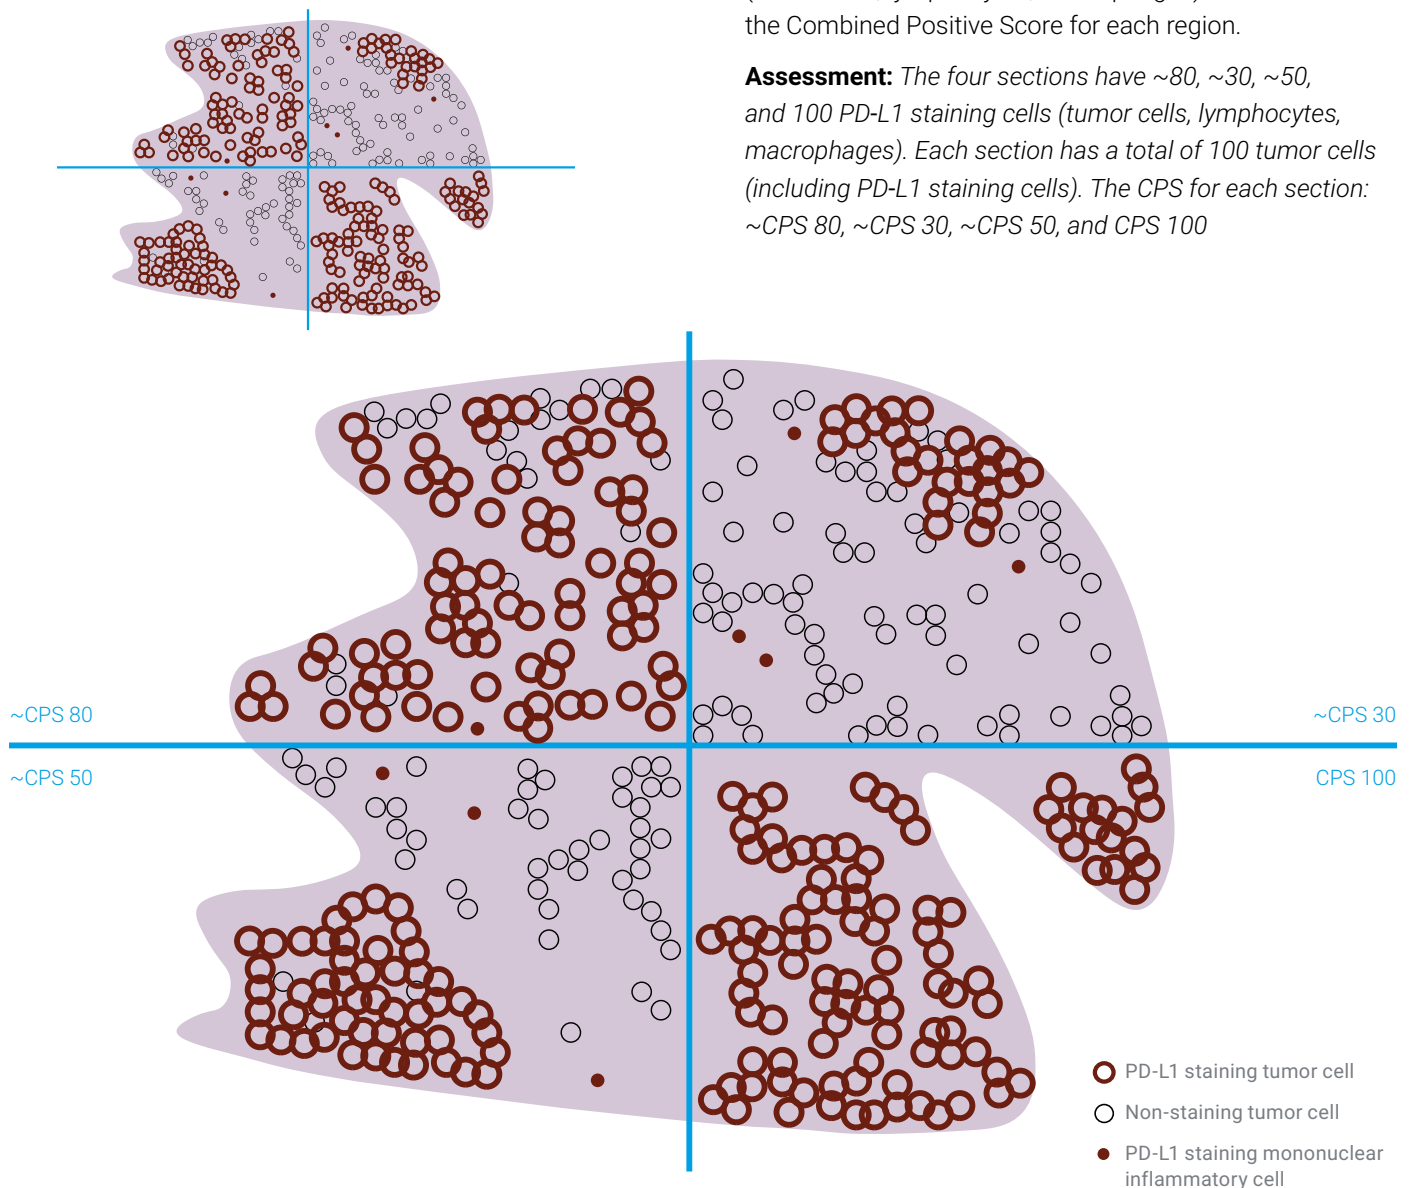 the Combined Positive Score for each region.
Assessment: The four sections have ~80, ~30, ~50,
and 100 PD-L1 staining cells (tumor cells, lymphocytes,
macrophages). Each section has a total of 100 tumor cells
(including PD-L1 staining cells). The CPS for each section:
~CPS 80, ~CPS 30, ~CPS 50, and CPS 100
~CPS 80
~CPS 30
~CPS 50
CPS 100
PD-L1 staining tumor cell
Non-staining tumor cell
PD-L1 staining mononuclear
inflammatory cell